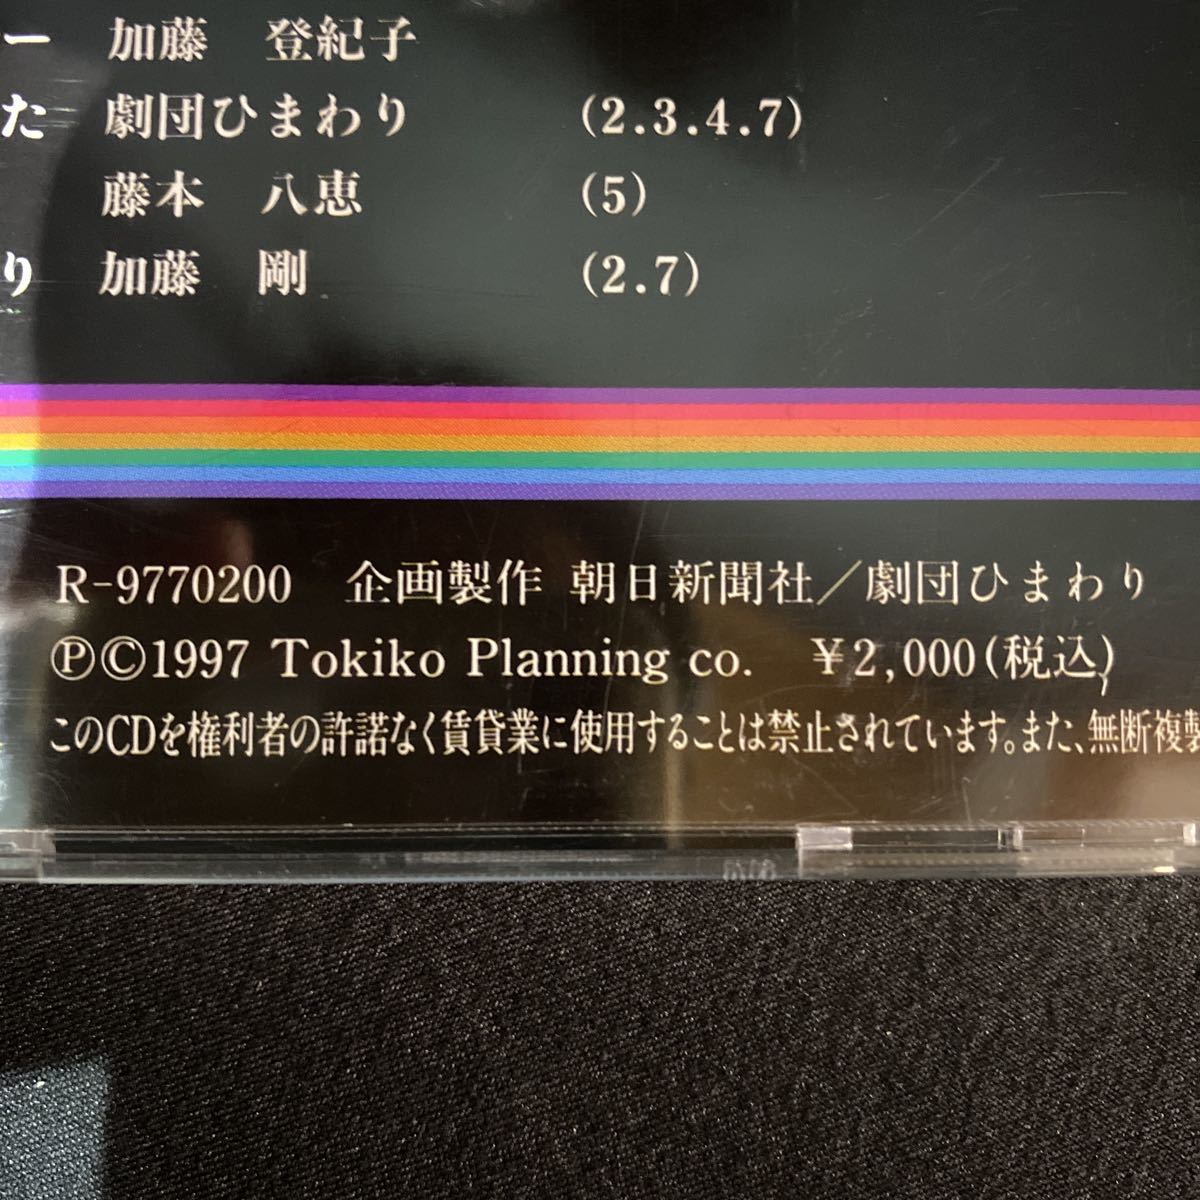 ー 加藤　登紀子
た 劇団ひまわり (2.3.4.7)
藤本　八恵 (5)
り 加藤　剛 (2.7)
R-9770200　企画製作 朝日新聞社／劇団ひまわり
Ⓟ©1997 Tokiko Planning co.　￥2,000(税込)
このCDを権利者の許諾なく賃貸業に使用することは禁止されています。また、無断複製